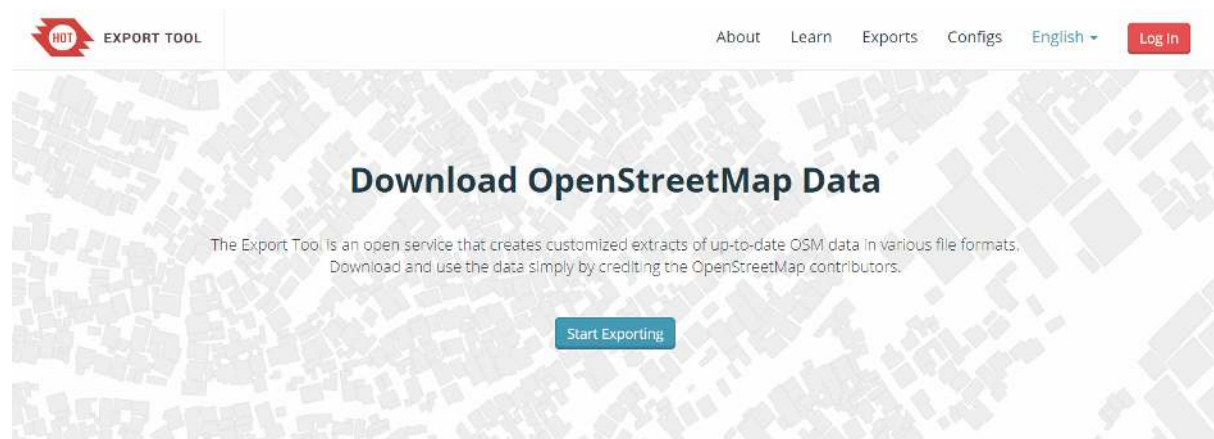 HOT EXPORT TOOL About Learn Exports Configs English Log In
Download OpenStreetMap Data
The Export Tool is an open service that creates customized extracts of up-to-date OSM data in various file formats.
Download and use the data simply by crediting the OpenStreetMap contributors.
Start Exporting